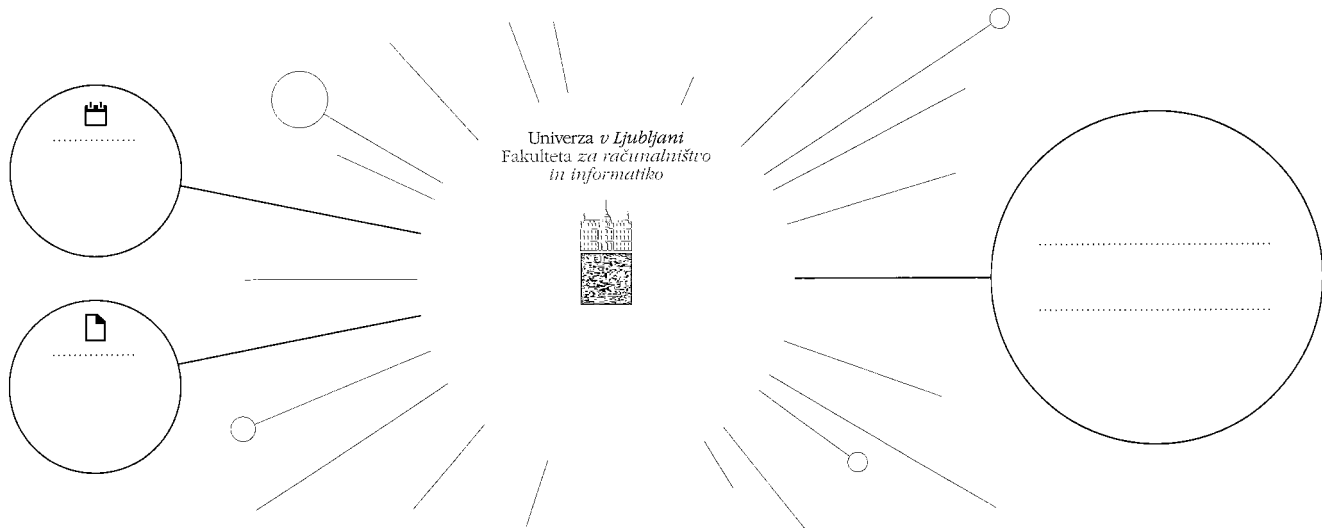 Univerza v Ljubljani
Fakulteta za računalništvo
in informatiko